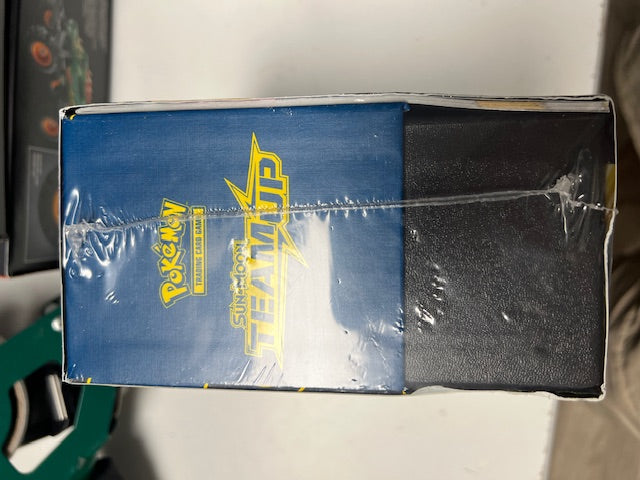 POKéMON
TRADING CARD GAME
SUN & MOON
TEAM UP